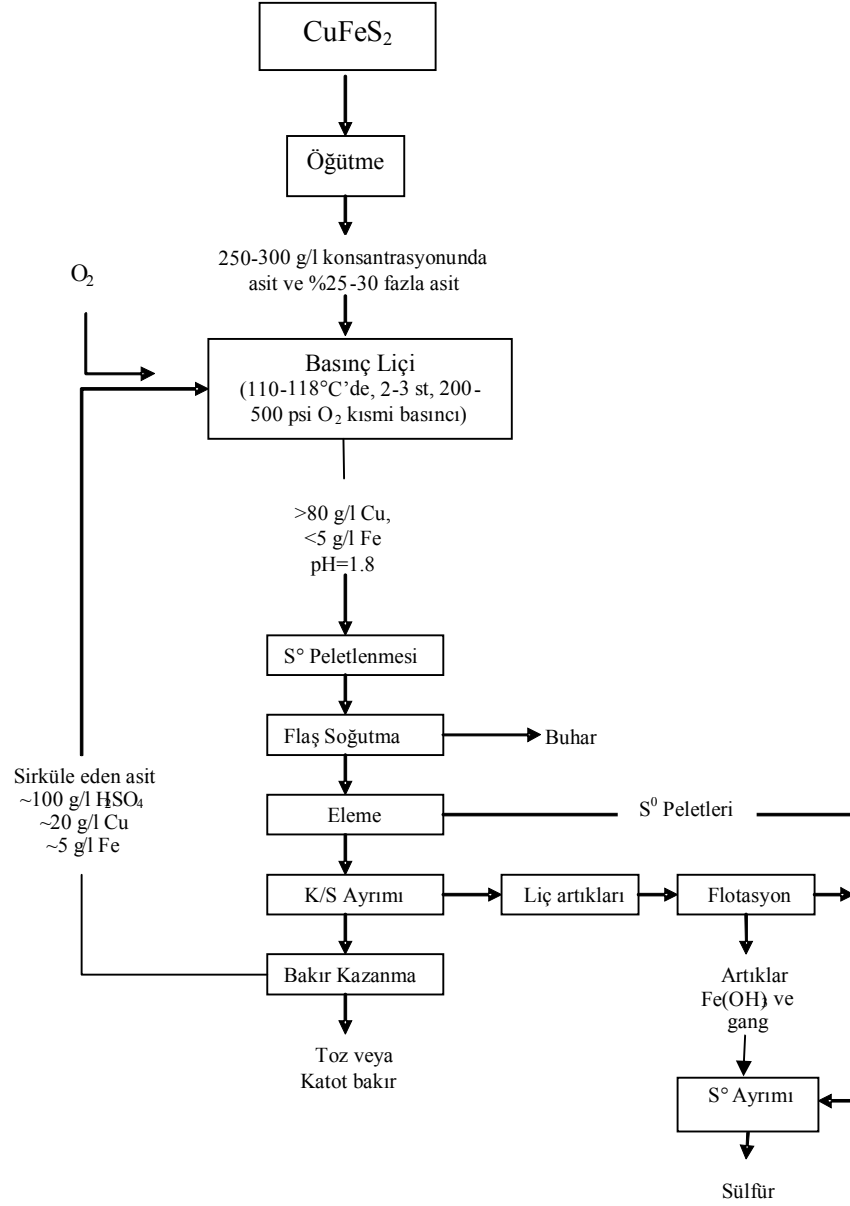 CuFeS₂
Öğütme
250-300 g/l konsantrasyonunda
asit ve %25-30 fazla asit
O₂
Basınç Liçi
(110-118°C’de, 2-3 st, 200-
500 psi O₂ kısmi basıncı)
>80 g/l Cu,
<5 g/l Fe
pH=1.8
S° Peletlenmesi
Flaş Soğutma
Buhar
Sirküle eden asit
~100 g/l H₂SO₄
~20 g/l Cu
~5 g/l Fe
Eleme
S⁰ Peletleri
K/S Ayrımı
Liç artıkları
Flotasyon
Bakır Kazanma
Artıklar
Fe(OH)₃ ve
gang
Toz veya
Katot bakır
S° Ayrımı
Sülfür